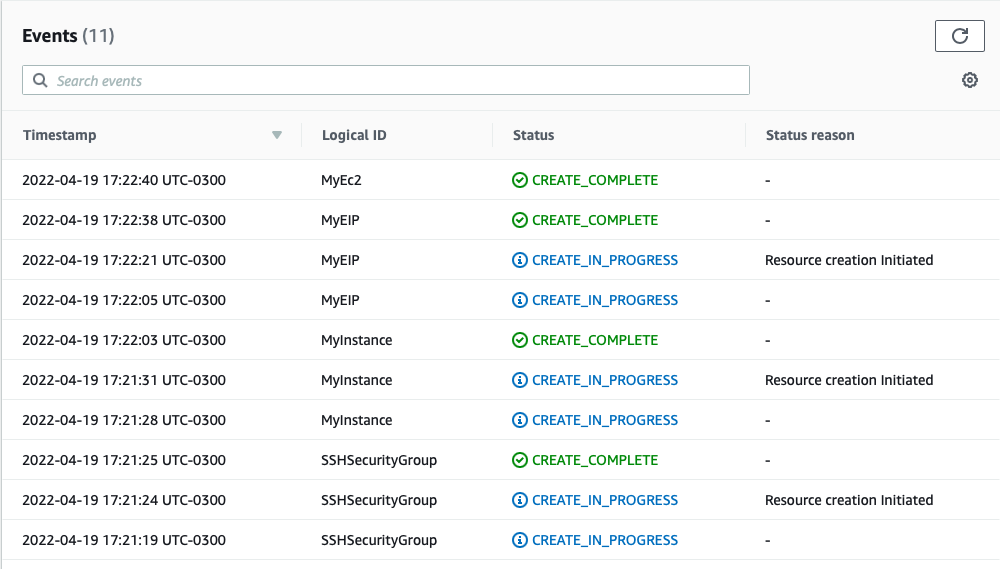 Events (11)
Search events
Timestamp Logical ID Status Status reason
2022-04-19 17:22:40 UTC-0300 MyEc2 CREATE_COMPLETE -
2022-04-19 17:22:38 UTC-0300 MyEIP CREATE_COMPLETE -
2022-04-19 17:22:21 UTC-0300 MyEIP CREATE_IN_PROGRESS Resource creation Initiated
2022-04-19 17:22:05 UTC-0300 MyEIP CREATE_IN_PROGRESS -
2022-04-19 17:22:03 UTC-0300 MyInstance CREATE_COMPLETE -
2022-04-19 17:21:31 UTC-0300 MyInstance CREATE_IN_PROGRESS Resource creation Initiated
2022-04-19 17:21:28 UTC-0300 MyInstance CREATE_IN_PROGRESS -
2022-04-19 17:21:25 UTC-0300 SSHSecurityGroup CREATE_COMPLETE -
2022-04-19 17:21:24 UTC-0300 SSHSecurityGroup CREATE_IN_PROGRESS Resource creation Initiated
2022-04-19 17:21:19 UTC-0300 SSHSecurityGroup CREATE_IN_PROGRESS -